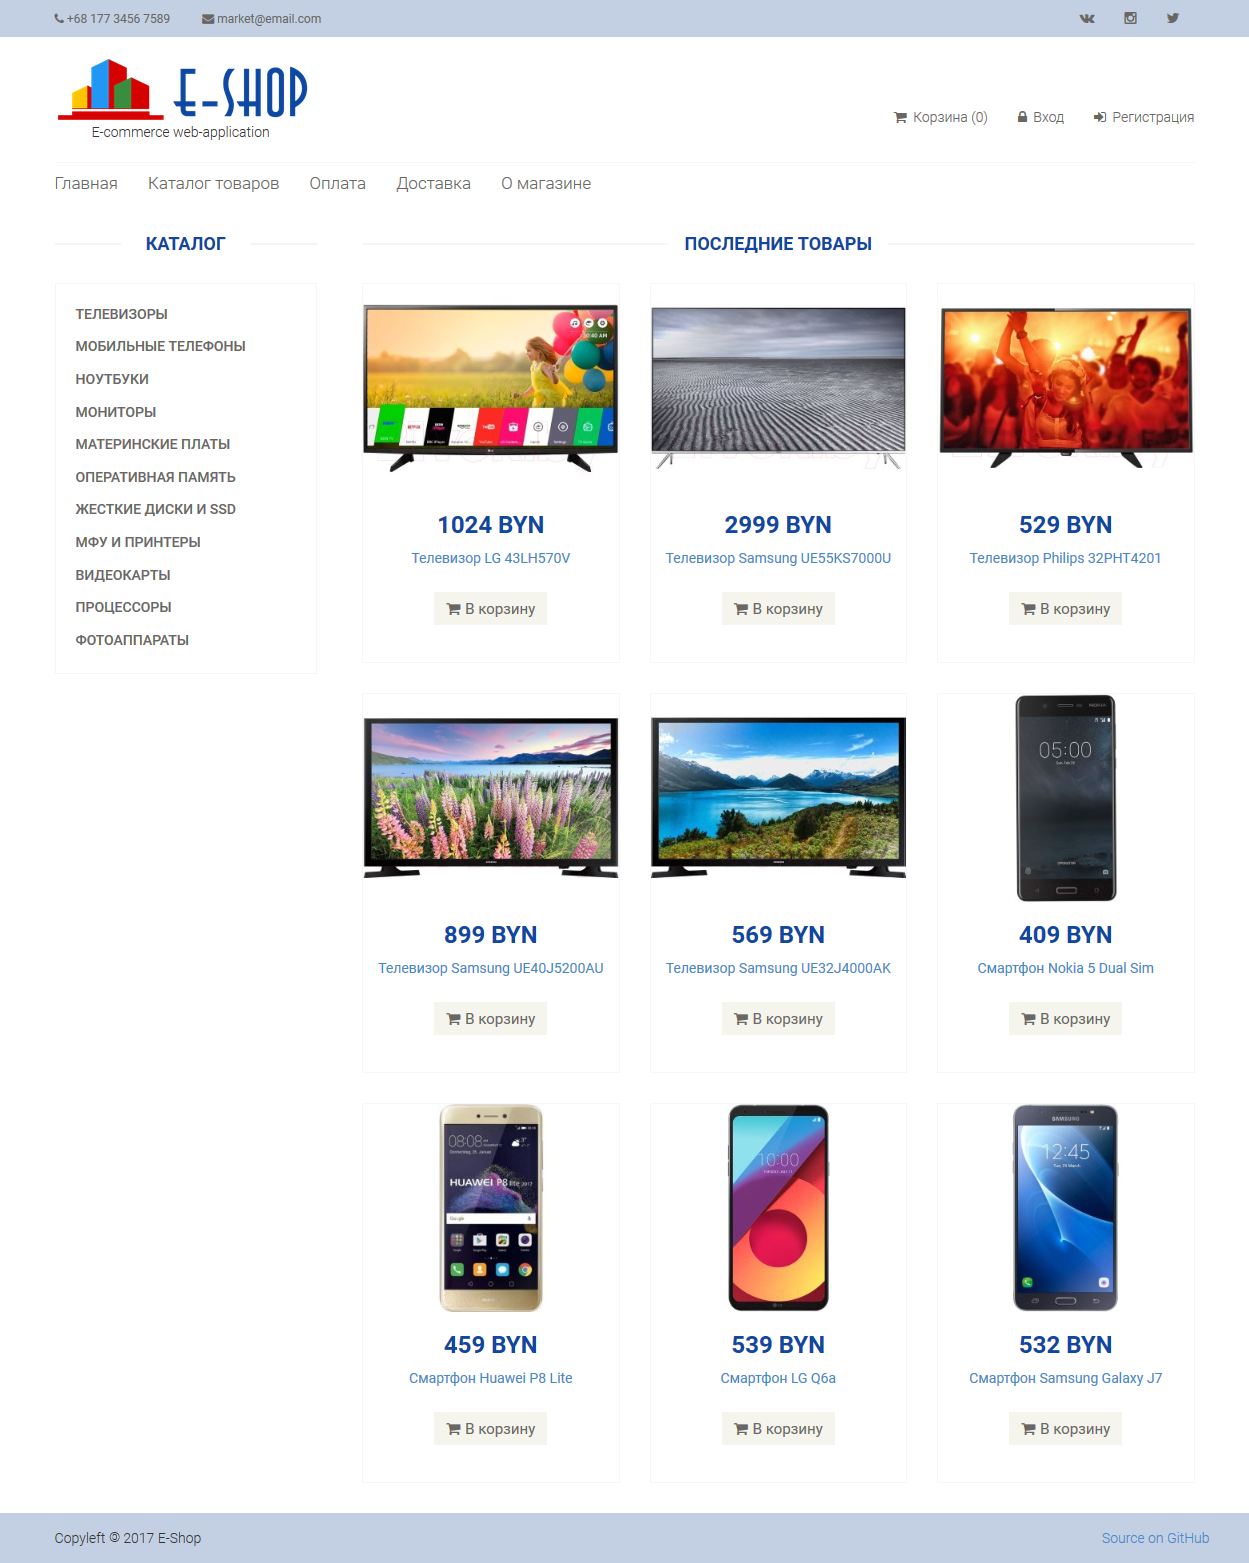 +68 177 3456 7589 market@email.com
E-SHOP
E-commerce web-application
Корзина (0) Вход Регистрация
Главная Каталог товаров Оплата Доставка О магазине
КАТАЛОГ
ТЕЛЕВИЗОРЫ
МОБИЛЬНЫЕ ТЕЛЕФОНЫ
НОУТБУКИ
МОНИТОРЫ
МАТЕРИНСКИЕ ПЛАТЫ
ОПЕРАТИВНАЯ ПАМЯТЬ
ЖЕСТКИЕ ДИСКИ И SSD
МФУ И ПРИНТЕРЫ
ВИДЕОКАРТЫ
ПРОЦЕССОРЫ
ФОТОАППАРАТЫ
ПОСЛЕДНИЕ ТОВАРЫ
1024 BYN
Телевизор LG 43LH570V
В корзину
2999 BYN
Телевизор Samsung UE55KS7000U
В корзину
529 BYN
Телевизор Philips 32PHT4201
В корзину
899 BYN
Телевизор Samsung UE40J5200AU
В корзину
569 BYN
Телевизор Samsung UE32J4000AK
В корзину
NOKIA
05:00
409 BYN
Смартфон Nokia 5 Dual Sim
В корзину
08:08
HUAWEI P8 lite 2017
459 BYN
Смартфон Huawei P8 Lite
В корзину
10:00
539 BYN
Смартфон LG Q6a
В корзину
SAMSUNG
12:45
532 BYN
Смартфон Samsung Galaxy J7
В корзину
Copyleft © 2017 E-Shop
Source on GitHub